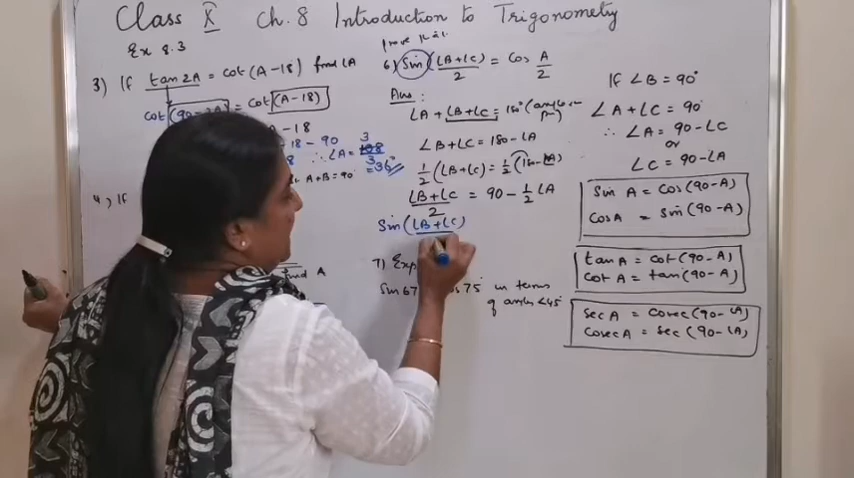 Class X Ch.8 Introduction to Trigonometry
Ex 8.3
3) If tan 2A = cot (A-18) find ∠A
cot (90-2A) = cot (A-18)
A - 18
18 - 90
∴ ∠A =
= 36°
A+B = 90°
4) If
find A
prove that
6) Sin (∠B+∠C)/2 = Cos A/2
Ans :
∠A + ∠B+∠C = 180°
∠B+∠C = 180-∠A
1/2 (∠B+∠C) = 1/2 (180-∠A)
∠B+∠C/2 = 90 - 1/2 ∠A
Sin (∠B+∠C
7) Exp
Sin 67 75° in terms
of angles <45°
If ∠B = 90°
∠A + ∠C = 90°
∴ ∠A = 90-∠C
or
∠C = 90-∠A
Sin A = Cos (90-A)
Cos A = Sin (90-A)
tan A = cot (90-A)
Cot A = tan (90-A)
Sec A = Cosec (90-∠A)
Cosec A = Sec (90-∠A)